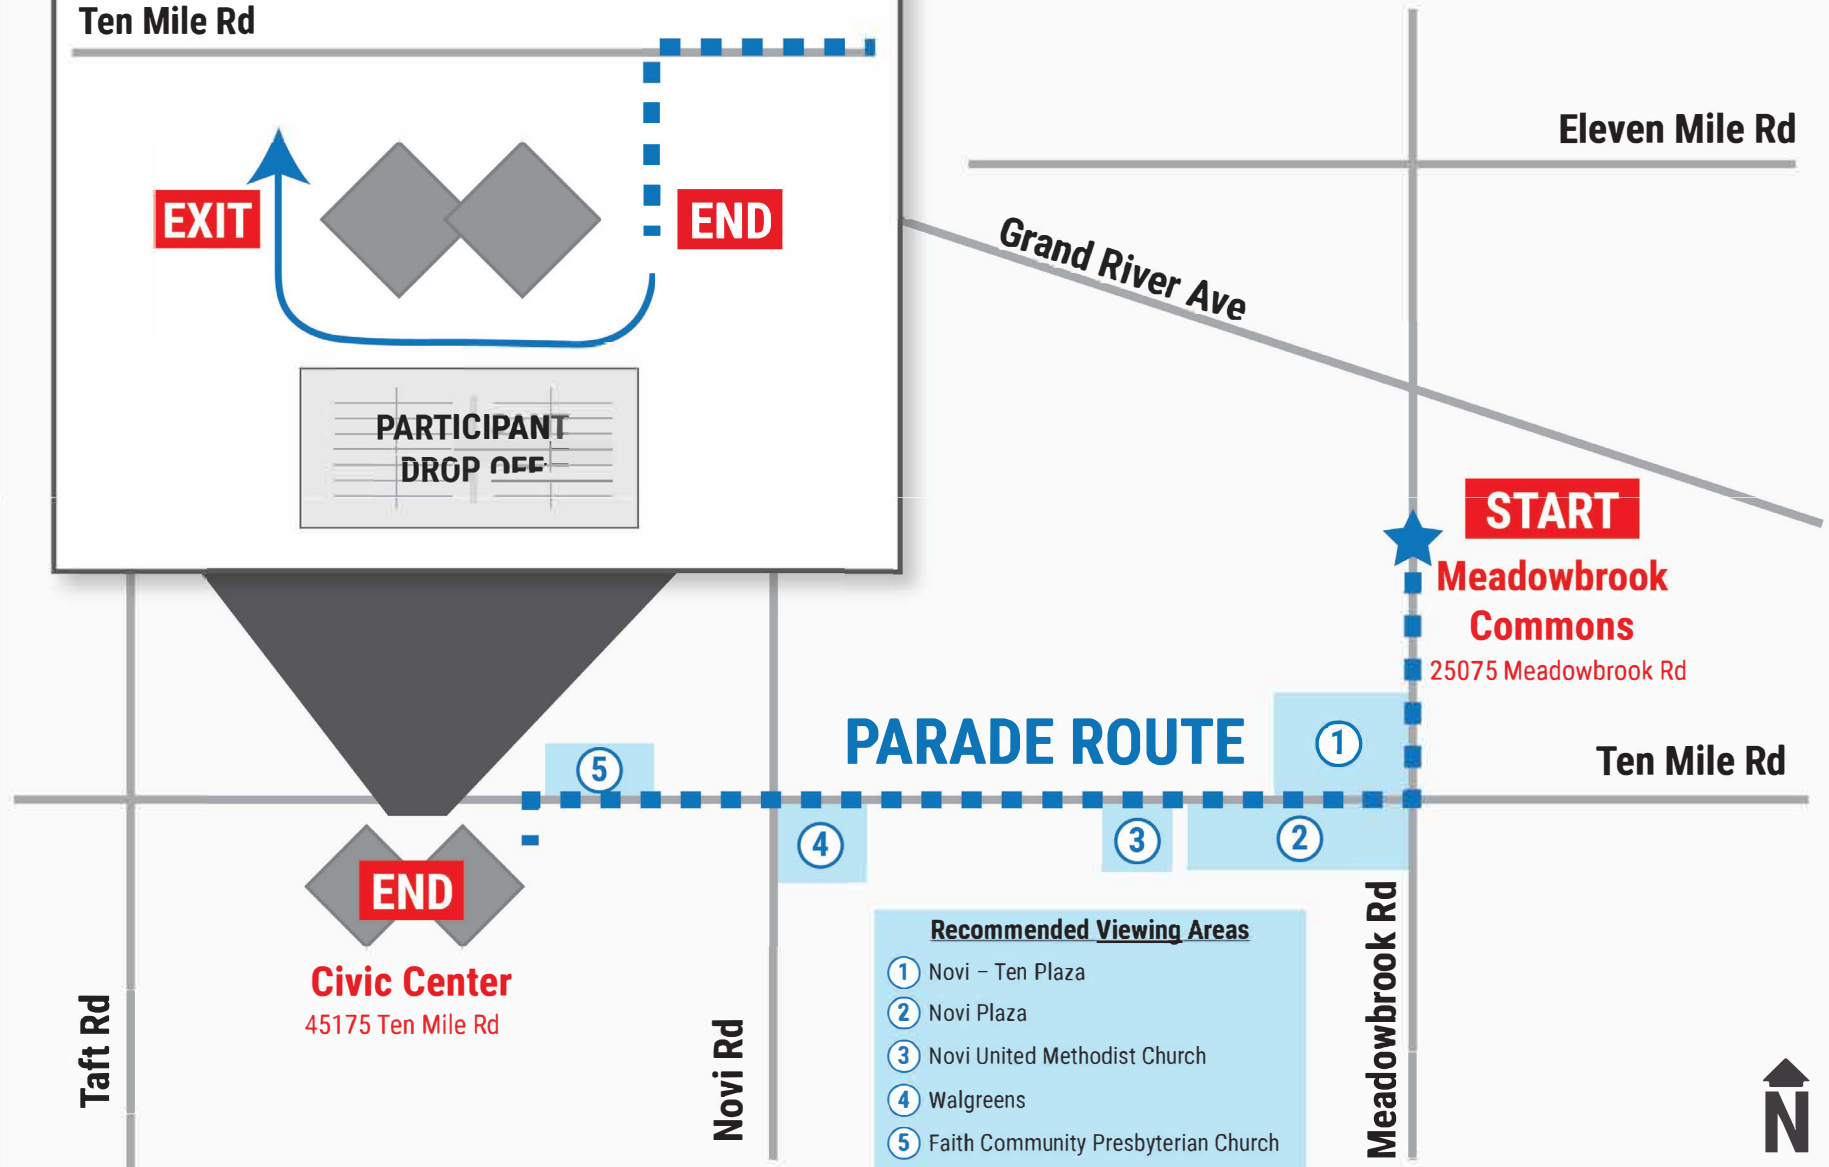 Ten Mile Rd
EXIT
END
PARTICIPANT
DROP OFF
Eleven Mile Rd
Grand River Ave
START
Meadowbrook
Commons
25075 Meadowbrook Rd
PARADE ROUTE
1
Ten Mile Rd
5
4
3
2
END
Civic Center
45175 Ten Mile Rd
Taft Rd
Novi Rd
Meadowbrook Rd
Recommended Viewing Areas
1 Novi – Ten Plaza
2 Novi Plaza
3 Novi United Methodist Church
4 Walgreens
5 Faith Community Presbyterian Church
N